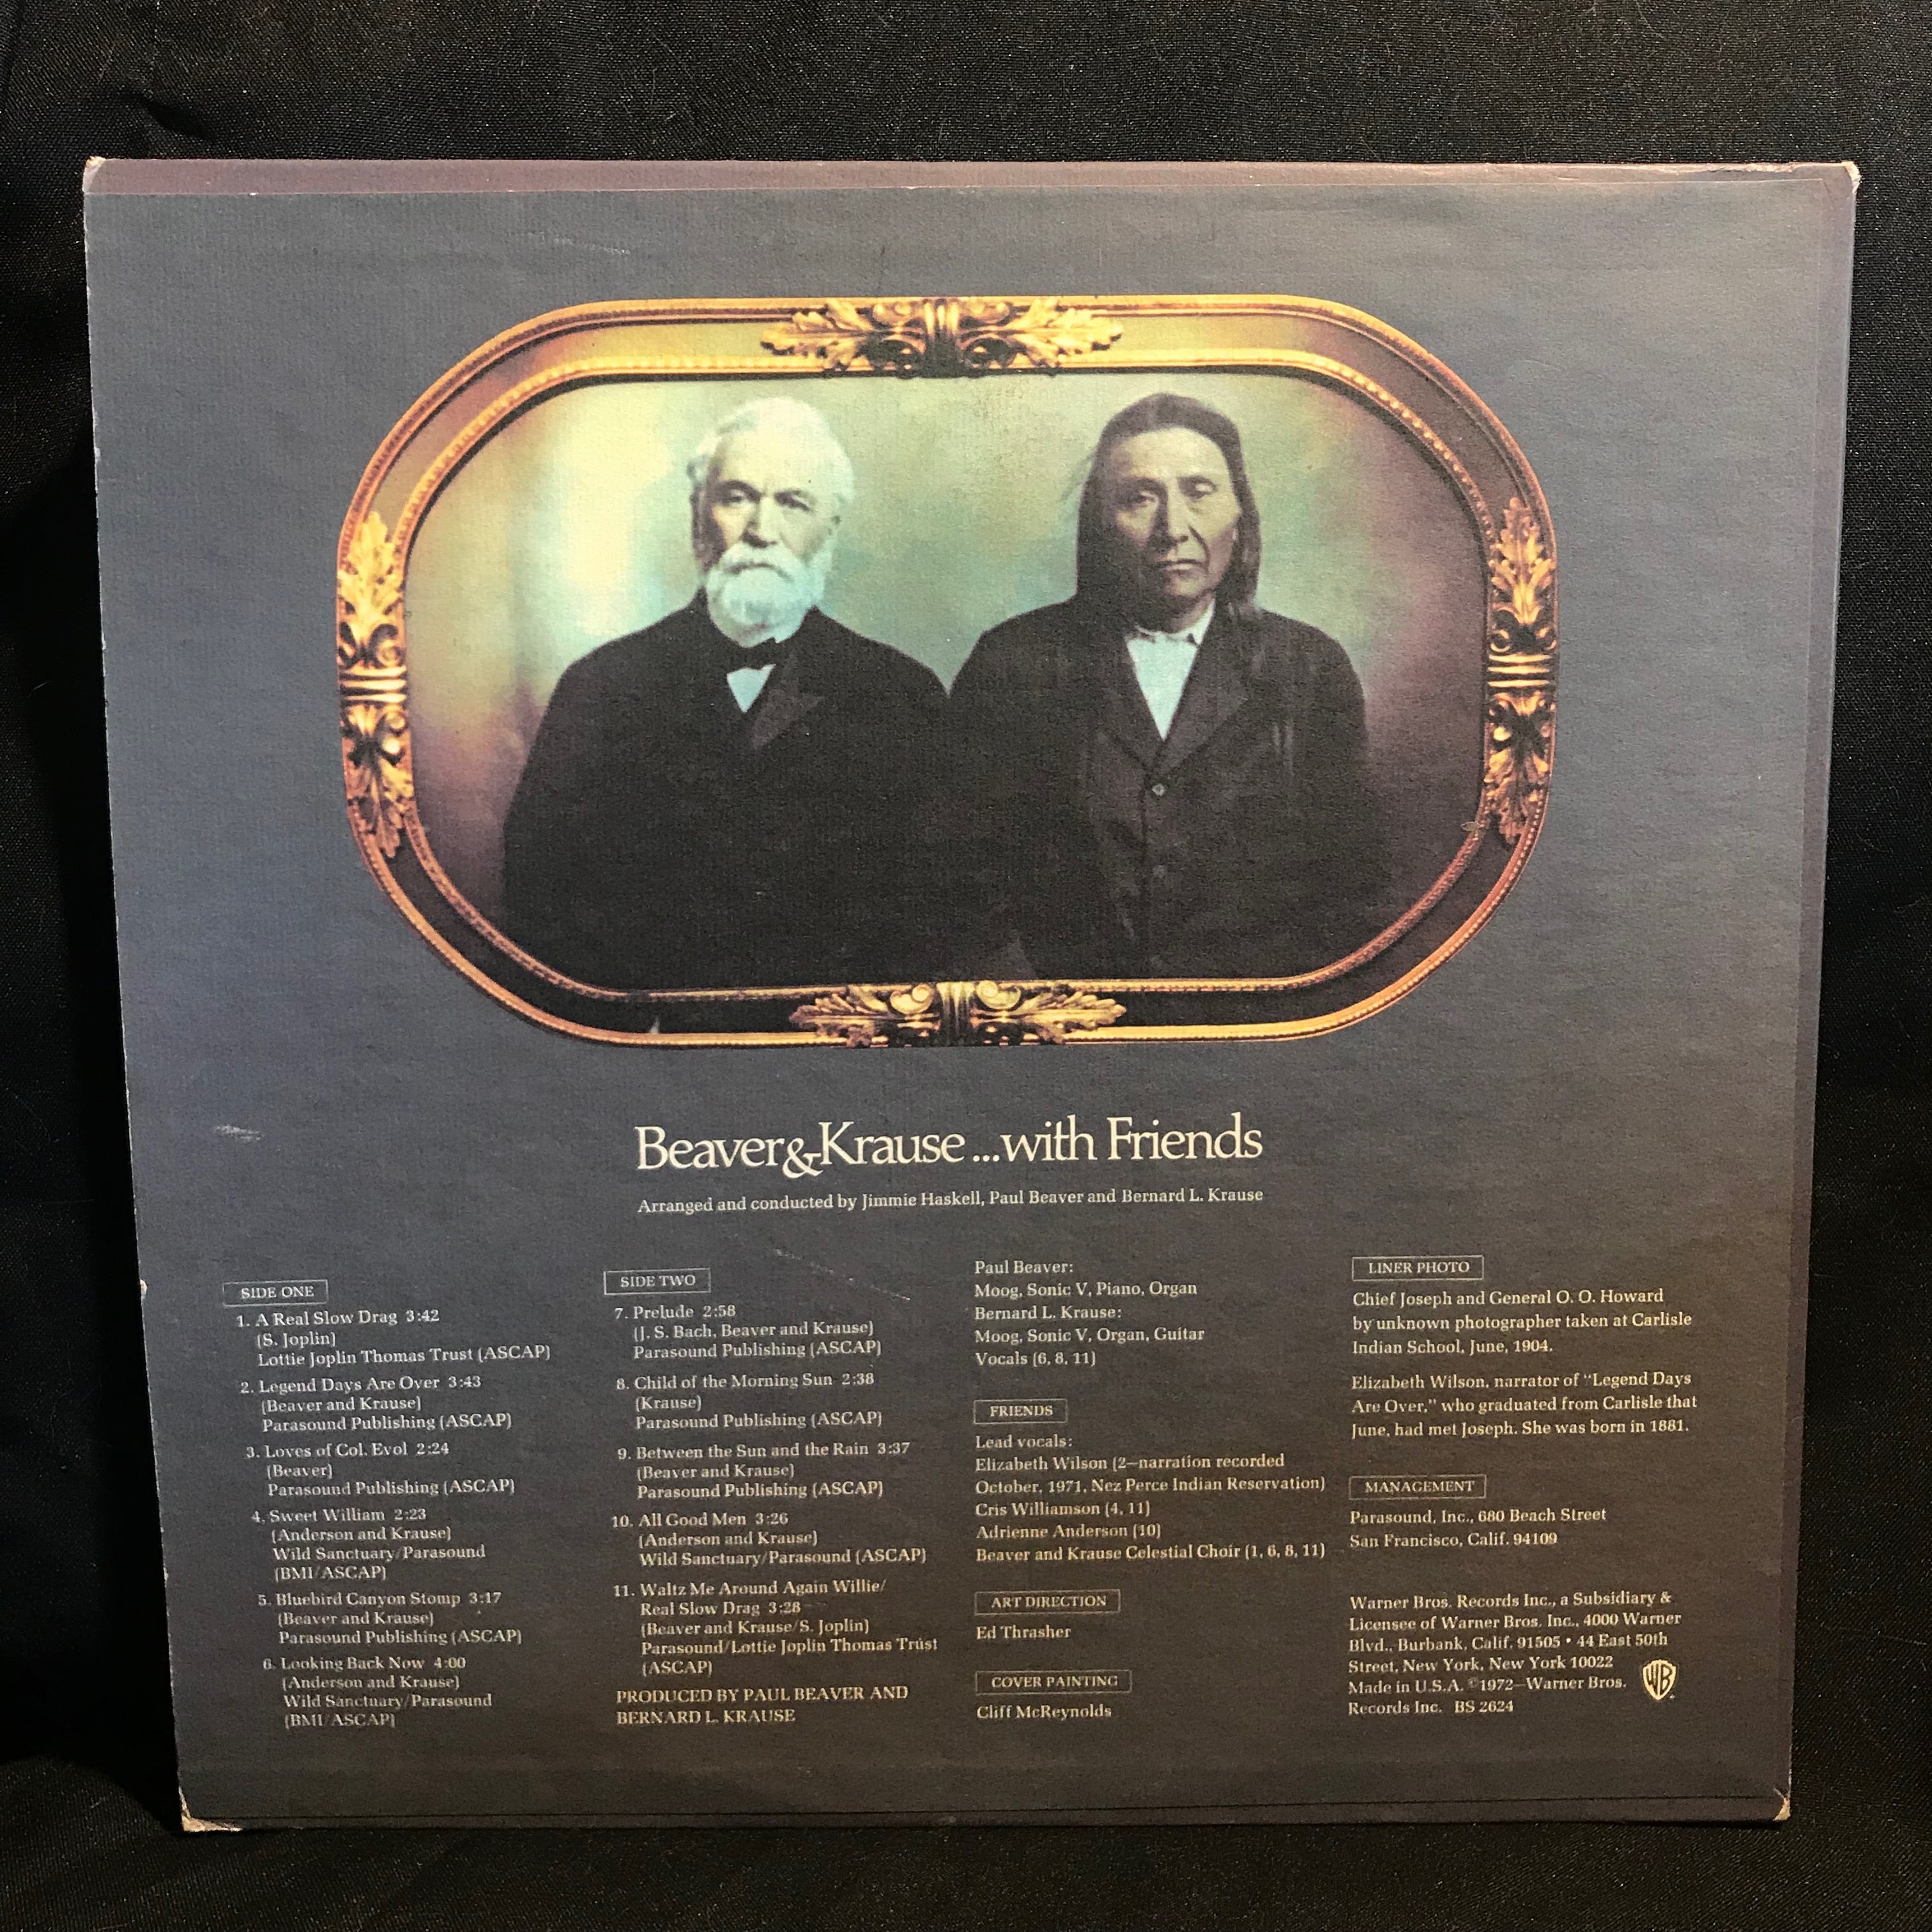 Beaver&Krause...with Friends
Arranged and conducted by Jimmie Haskell, Paul Beaver and Bernard L. Krause
SIDE ONE
1. A Real Slow Drag 3:42
(S. Joplin)
Lottie Joplin Thomas Trust (ASCAP)
2. Legend Days Are Over 3:43
(Beaver and Krause)
Parasound Publishing (ASCAP)
3. Loves of Col. Evol 2:24
(Beaver)
Parasound Publishing (ASCAP)
4. Sweet William 2:23
(Anderson and Krause)
Wild Sanctuary/Parasound
(BMI/ASCAP)
5. Bluebird Canyon Stomp 3:17
(Beaver and Krause)
Parasound Publishing (ASCAP)
6. Looking Back Now 4:00
(Anderson and Krause)
Wild Sanctuary/Parasound
(BMI/ASCAP)
SIDE TWO
7. Prelude 2:58
(J. S. Bach, Beaver and Krause)
Parasound Publishing (ASCAP)
8. Child of the Morning Sun 2:38
(Krause)
Parasound Publishing (ASCAP)
9. Between the Sun and the Rain 3:37
(Beaver and Krause)
Parasound Publishing (ASCAP)
10. All Good Men 3:26
(Anderson and Krause)
Wild Sanctuary/Parasound (ASCAP)
11. Waltz Me Around Again Willie/
Real Slow Drag 3:28
(Beaver and Krause/S. Joplin)
Parasound/Lottie Joplin Thomas Trust
(ASCAP)
PRODUCED BY PAUL BEAVER AND
BERNARD L. KRAUSE
Paul Beaver:
Moog, Sonic V, Piano, Organ
Bernard L. Krause:
Moog, Sonic V, Organ, Guitar
Vocals (6, 8, 11)
FRIENDS
Lead vocals:
Elizabeth Wilson (2—narration recorded
October, 1971, Nez Perce Indian Reservation)
Cris Williamson (4, 11)
Adrienne Anderson (10)
Beaver and Krause Celestial Choir (1, 6, 8, 11)
ART DIRECTION
Ed Thrasher
COVER PAINTING
Cliff McReynolds
LINER PHOTO
Chief Joseph and General O. O. Howard
by unknown photographer taken at Carlisle
Indian School, June, 1904.
Elizabeth Wilson, narrator of "Legend Days
Are Over," who graduated from Carlisle that
June, had met Joseph. She was born in 1881.
MANAGEMENT
Parasound, Inc., 680 Beach Street
San Francisco, Calif. 94109
Warner Bros. Records Inc., a Subsidiary &
Licensee of Warner Bros. Inc., 4000 Warner
Blvd., Burbank, Calif. 91505 • 44 East 50th
Street, New York, New York 10022
Made in U.S.A. ©1972—Warner Bros.
Records Inc. BS 2624
WB